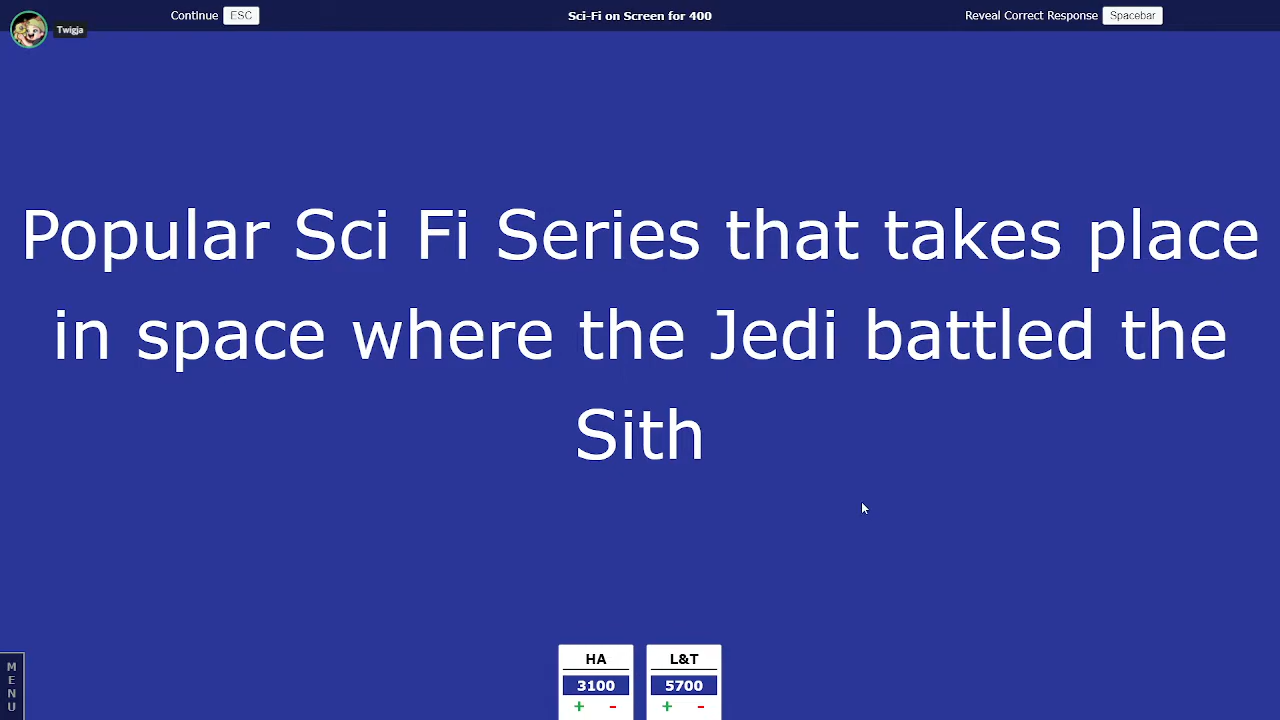 Continue ESC
Sci-Fi on Screen for 400
Reveal Correct Response Spacebar
Twigja
Popular Sci Fi Series that takes place
in space where the Jedi battled the
Sith
MENU
HA
3100
+ -
L&T
5700
+ -